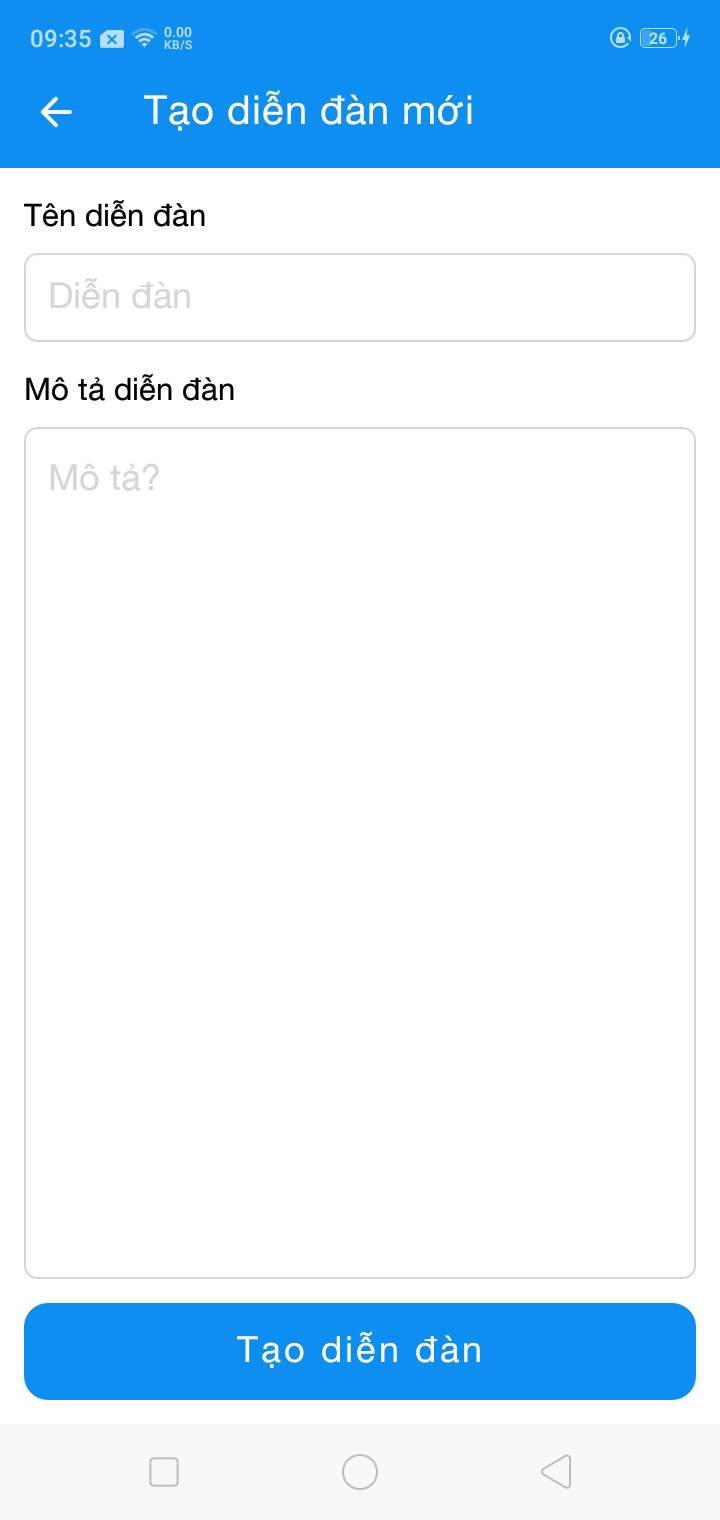 09:35
0.00
KB/S
26
Tạo diễn đàn mới
Tên diễn đàn
Diễn đàn
Mô tả diễn đàn
Mô tả?
Tạo diễn đàn